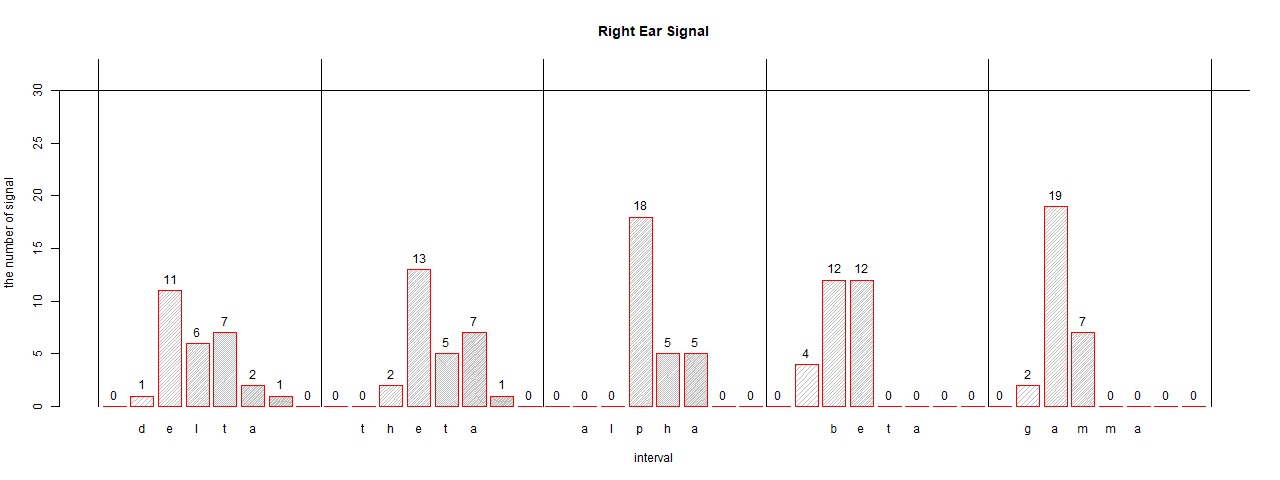 Right Ear Signal
the number of signal
30
25
20
15
10
5
0
0 1 11 6 7 2 1 0 0 0 2 13 5 7 1 0 0 0 0 18 5 5 0 0 0 4 12 12 0 0 0 0 0 2 19 7 0 0 0 0
d e l t a t h e t a a l p h a b e t a g a m m a
interval